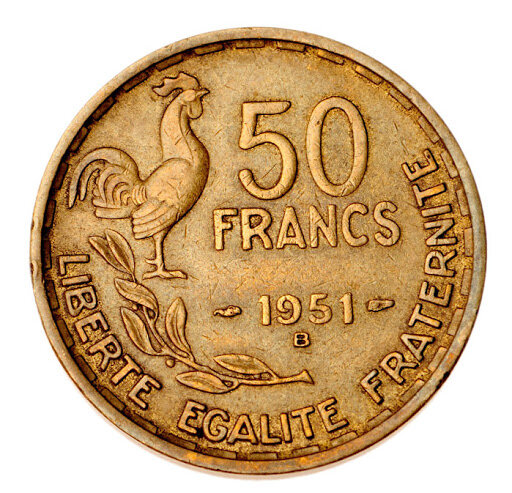 50
FRANCS
1951
B
LIBERTE EGALITE FRATERNITE